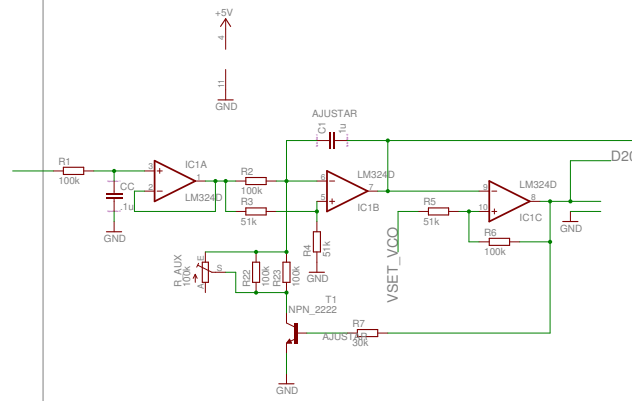 +5V
4
11
GND
AJUSTAR
C1
1u
R1
100k
CC
1u
GND
3
2
1
IC1A
LM324D
R2
100k
R3
51k
6
5
7
LM324D
IC1B
R4
51k
GND
VSET_VCO
R5
51k
9
10
8
LM324D
IC1C
R6
100k
D20
GND
R_AUX
100k
E
S
A
R22
100k
R23
100k
T1
NPN_2222
AJUSTAR
R7
30k
GND